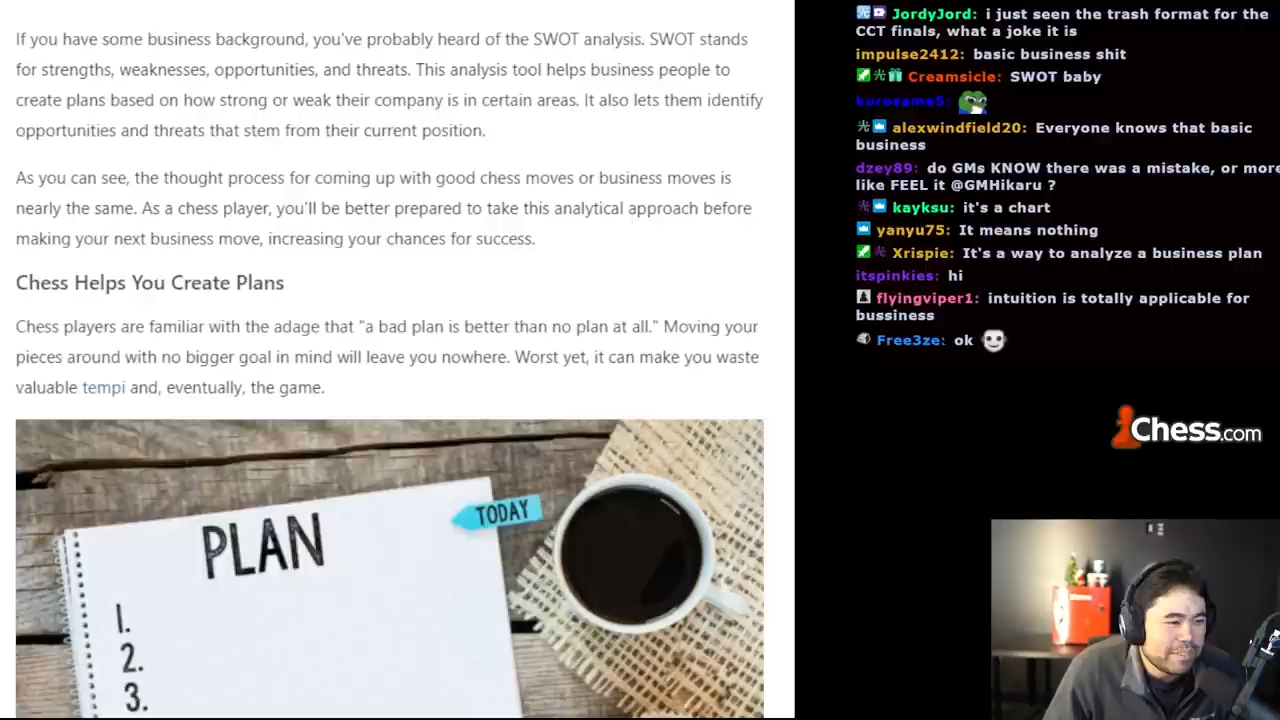 If you have some business background, you've probably heard of the SWOT analysis. SWOT stands
for strengths, weaknesses, opportunities, and threats. This analysis tool helps business people to
create plans based on how strong or weak their company is in certain areas. It also lets them identify
opportunities and threats that stem from their current position.
As you can see, the thought process for coming up with good chess moves or business moves is
nearly the same. As a chess player, you'll be better prepared to take this analytical approach before
making your next business move, increasing your chances for success.
Chess Helps You Create Plans
Chess players are familiar with the adage that "a bad plan is better than no plan at all." Moving your
pieces around with no bigger goal in mind will leave you nowhere. Worst yet, it can make you waste
valuable tempi and, eventually, the game.
PLAN
TODAY
1.
2.
3.
JordyJord: i just seen the trash format for the
CCT finals, what a joke it is
impulse2412: basic business shit
Creamsicle: SWOT baby
kurosama5:
alexwindfield20: Everyone knows that basic
business
dzey89: do GMs KNOW there was a mistake, or more
like FEEL it @GMHikaru ?
kayksu: it's a chart
yanyu75: It means nothing
Xrispie: It's a way to analyze a business plan
itspinkies: hi
flyingviper1: intuition is totally applicable for
bussiness
Free3ze: ok
Chess.com